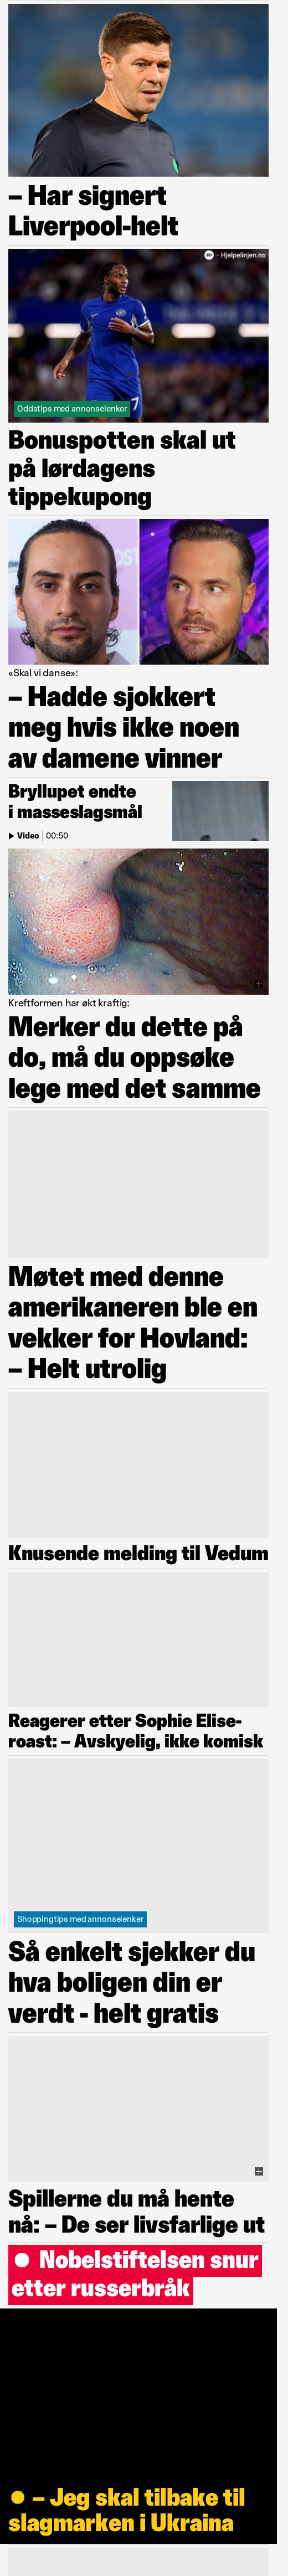 – Har signert
Liverpool-helt
18+ - Hjelpelinjen.no
7
Oddstips med annonselenker
Bonuspotten skal ut
på lørdagens
tippekupong
«Skal vi danse»:
– Hadde sjokkert
meg hvis ikke noen
av damene vinner
Bryllupet endte
i masseslagsmål
Video | 00:50
Kreftformen har økt kraftig:
Merker du dette på
do, må du oppsøke
lege med det samme
Møtet med denne
amerikaneren ble en
vekker for Hovland:
– Helt utrolig
Knusende melding til Vedum
Reagerer etter Sophie Elise-
roast: – Avskyelig, ikke komisk
Shoppingtips med annonselenker
Så enkelt sjekker du
hva boligen din er
verdt - helt gratis
Spillerne du må hente
nå: – De ser livsfarlige ut
Nobelstiftelsen snur
etter russerbråk
– Jeg skal tilbake til
slagmarken i Ukraina